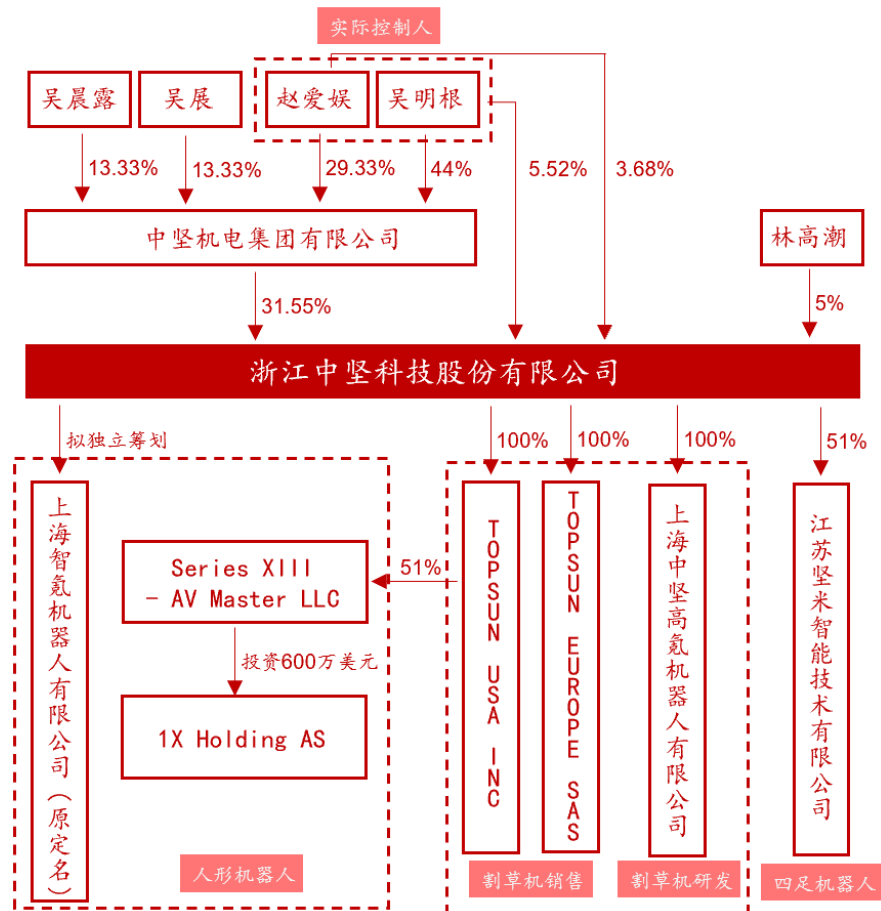 实际控制人
吴晨露
吴展
赵爱娱
吴明根
13.33%
13.33%
29.33%
44%
5.52%
3.68%
中坚机电集团有限公司
林高潮
31.55%
5%
浙江中坚科技股份有限公司
拟独立筹划
100%
100%
100%
51%
上海智氪机器人有限公司（原定名）
Series XIII
- AV Master LLC
51%
投资600万美元
1X Holding AS
TOPSUN USA INC
TOPSUN EUROPE SAS
上海中坚高氪机器人有限公司
江苏坚米智能技术有限公司
人形机器人
割草机销售
割草机研发
四足机器人